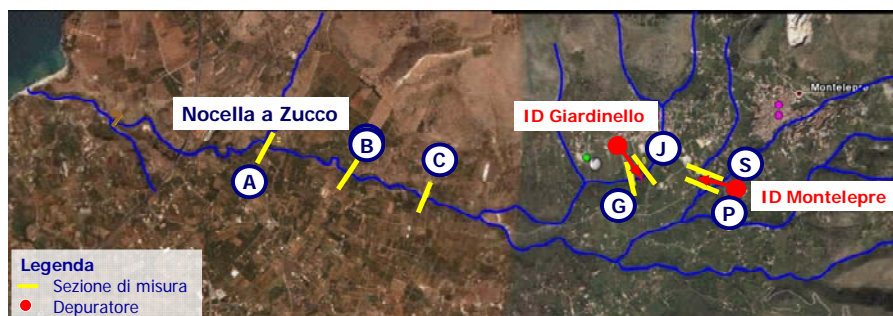 Montelepre
Nocella a Zucco
ID Giardinello
A
B
C
J
S
G
P
ID Montelepre
Legenda
Sezione di misura
Depuratore